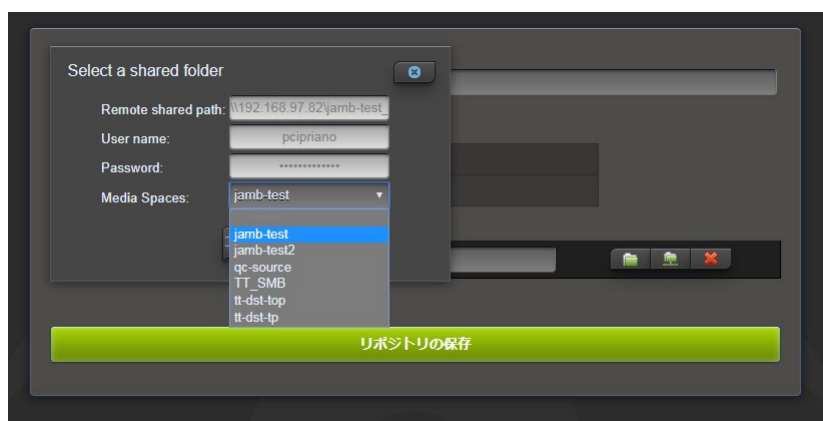 Select a shared folder
Remote shared path: \\192.168.97.82\jamb-test_
User name: pcipriano
Password: •••••••••••••
Media Spaces: jamb-test
jamb-test
jamb-test2
qc-source
TT_SMB
tt-dst-top
tt-dst-tp
リポジトリの保存